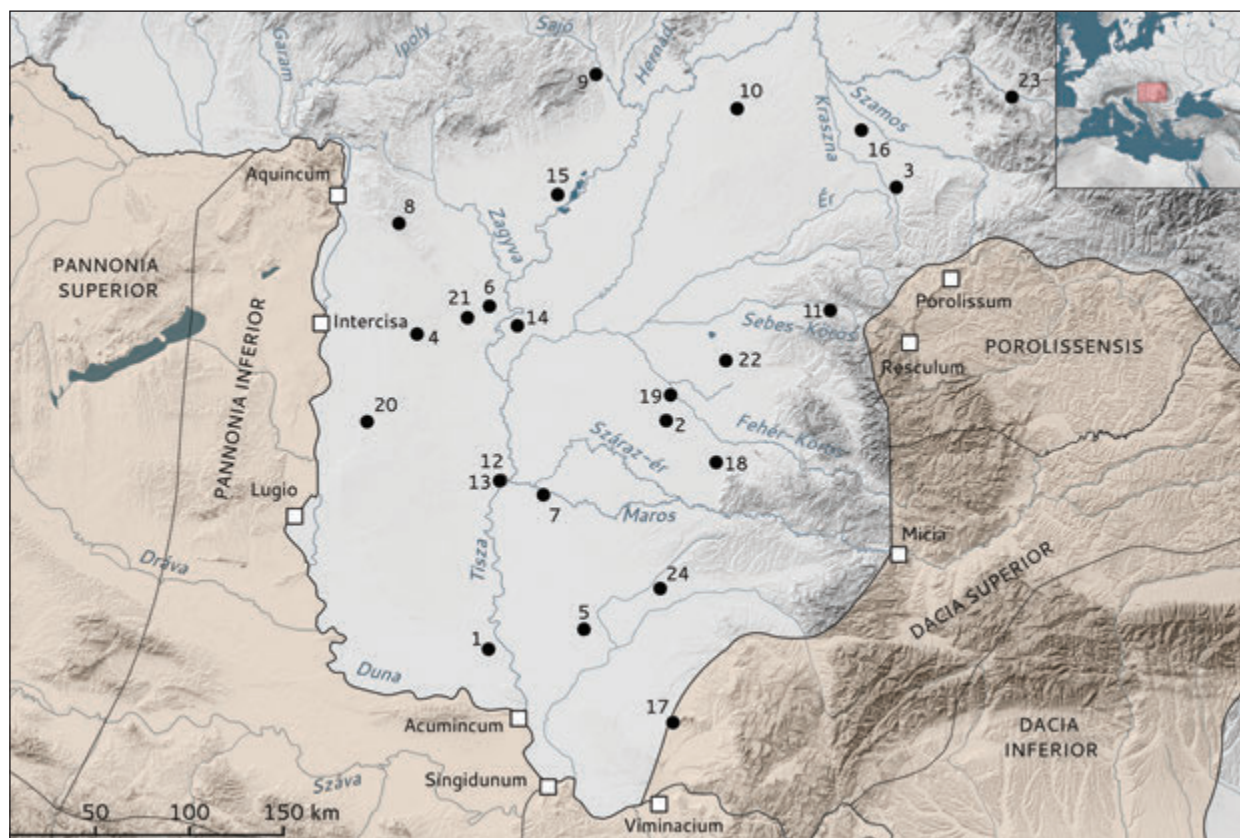 Garam
Ipoly
Sajó
Hernád
9
10
23
Kraszna
Szamos
16
3
Aquincum
15
8
Zagyva
Ér
PANNONIA
SUPERIOR
6
21
14
4
Intercisa
PANNONIA INFERIOR
11
Sebes-Körös
Porolissum
Resculum
POROLISSENSIS
22
20
19
2
Fehér-Körös
Száraz-ér
18
12
13
7
Maros
Lugio
Micia
Dráva
Tisza
24
DACIA SUPERIOR
5
1
Duna
17
Acumincum
DACIA
INFERIOR
Singidunum
Száva
Viminacium
50 100 150 km